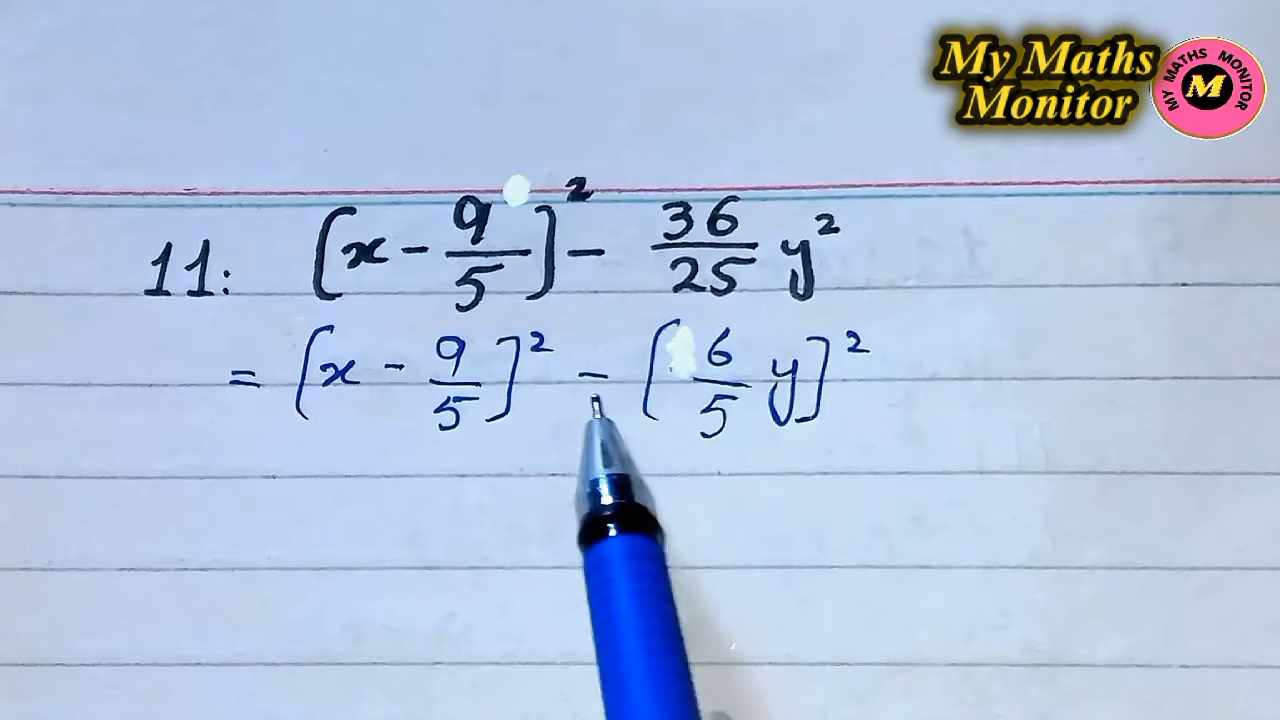 My Maths
Monitor
MY MATHS MONITOR
M
11: [x - 9/5]² - 36/25 y²
= [x - 9/5]² - [6/5 y]²